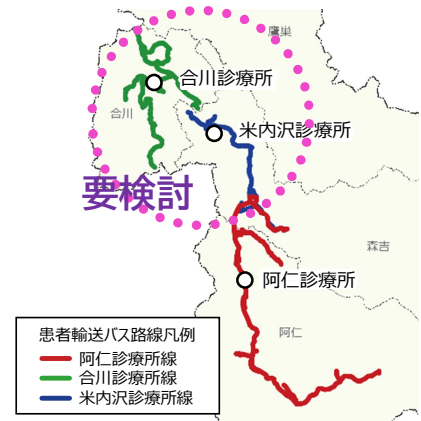 鷹巣
合川診療所
合川
米内沢診療所
要検討
森吉
阿仁診療所
阿仁
患者輸送バス路線凡例
阿仁診療所線
合川診療所線
米内沢診療所線